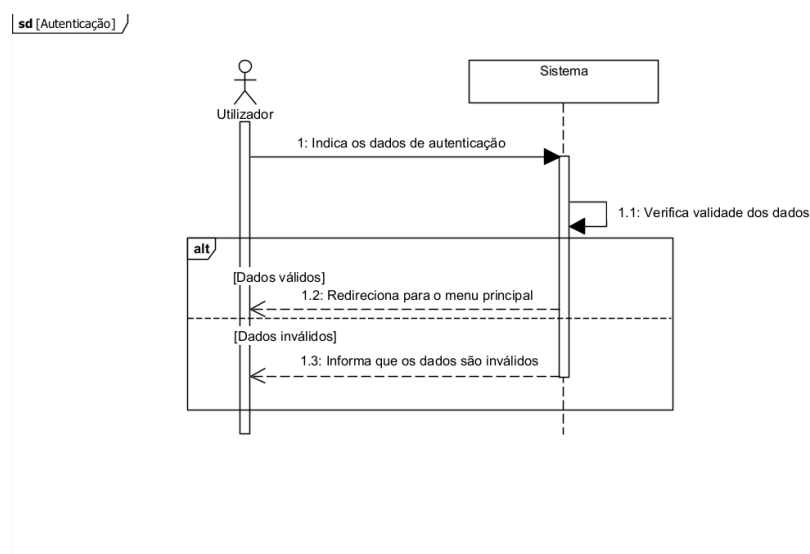 sd [Autenticação]
Sistema
Utilizador
1: Indica os dados de autenticação
1.1: Verifica validade dos dados
alt
[Dados válidos]
1.2: Redireciona para o menu principal
[Dados inválidos]
1.3: Informa que os dados são inválidos